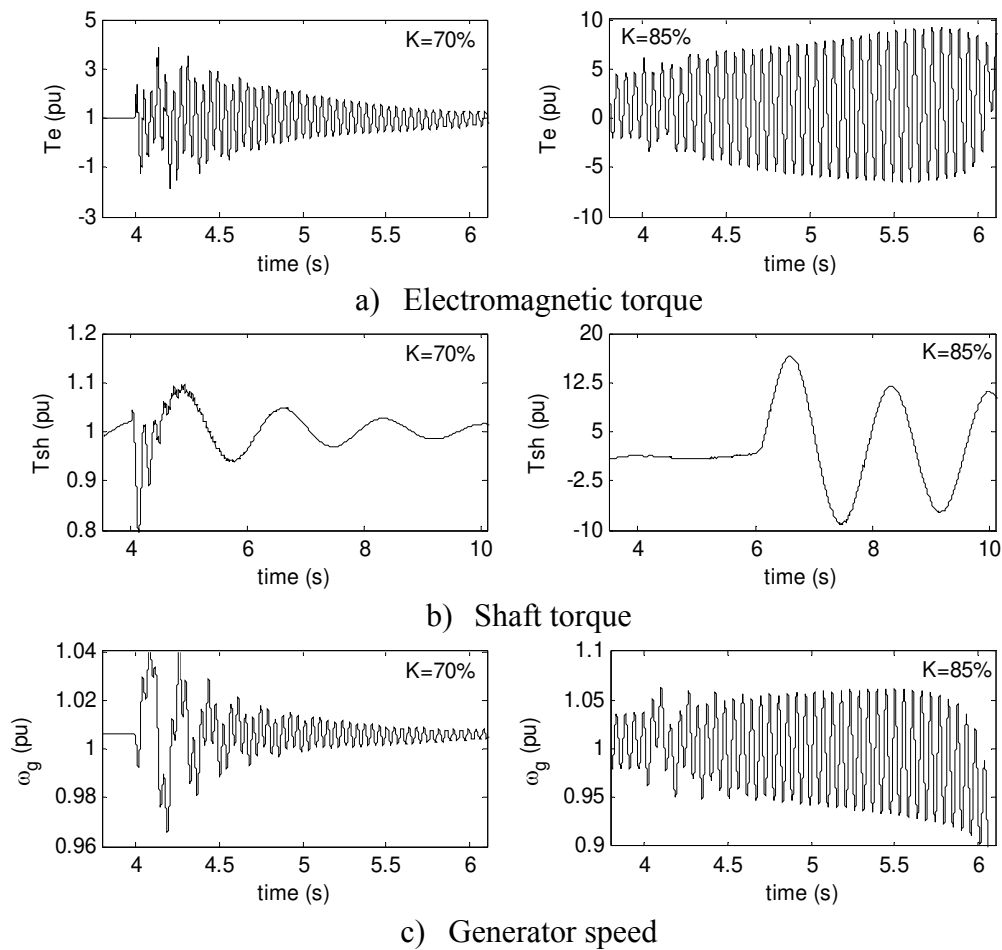 K=70%
Te (pu)
5
3
1
-1
-3
4
4.5
5
5.5
6
time (s)
K=85%
Te (pu)
10
5
0
-5
-10
4
4.5
5
5.5
6
time (s)
a) Electromagnetic torque
K=70%
Tsh (pu)
1.2
1.1
1
0.9
0.8
4
6
8
10
time (s)
K=85%
Tsh (pu)
20
12.5
5
-2.5
-10
4
6
8
10
time (s)
b) Shaft torque
K=70%
ωg (pu)
1.04
1.02
1
0.98
0.96
4
4.5
5
5.5
6
time (s)
K=85%
ωg (pu)
1.1
1.05
1
0.95
0.9
4
4.5
5
5.5
6
time (s)
c) Generator speed